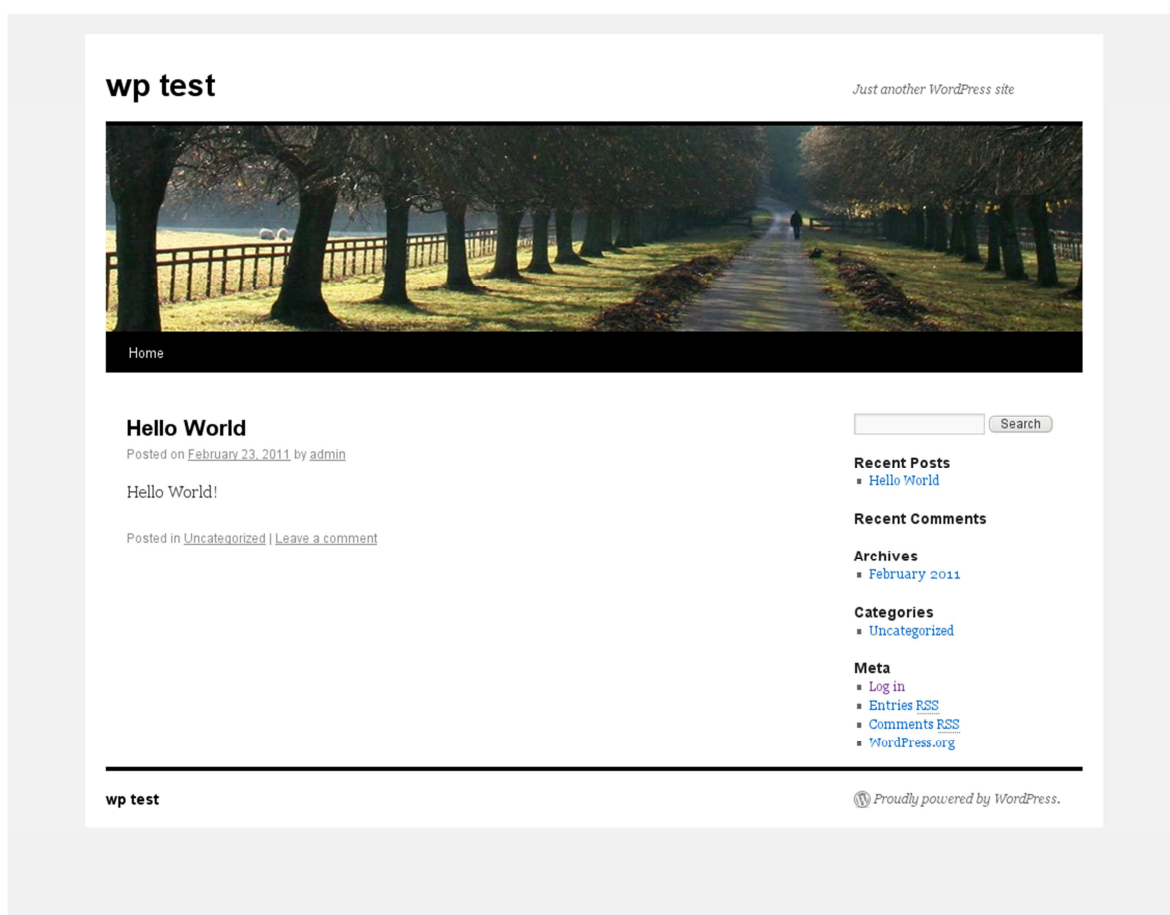 wp test
Just another WordPress site
Home
Hello World
Posted on February 23, 2011 by admin
Hello World!
Posted in Uncategorized | Leave a comment
Search
Recent Posts
Hello World
Recent Comments
Archives
February 2011
Categories
Uncategorized
Meta
Log in
Entries RSS
Comments RSS
WordPress.org
wp test
Proudly powered by WordPress.